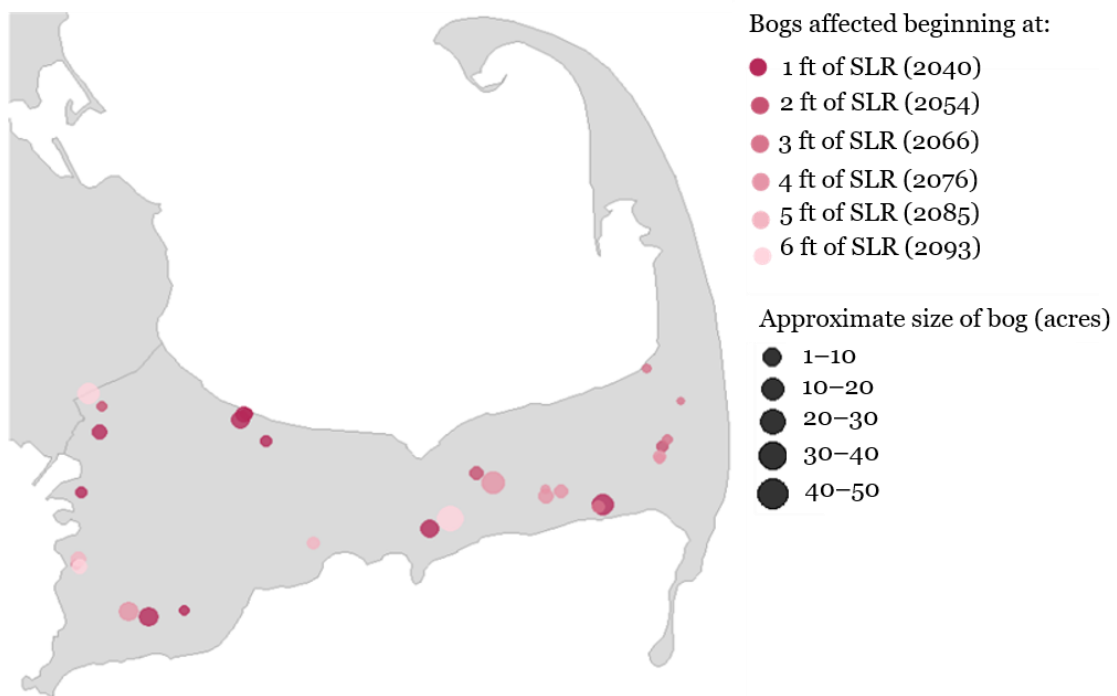 Bogs affected beginning at:
1 ft of SLR (2040)
2 ft of SLR (2054)
3 ft of SLR (2066)
4 ft of SLR (2076)
5 ft of SLR (2085)
6 ft of SLR (2093)
Approximate size of bog (acres)
1–10
10–20
20–30
30–40
40–50